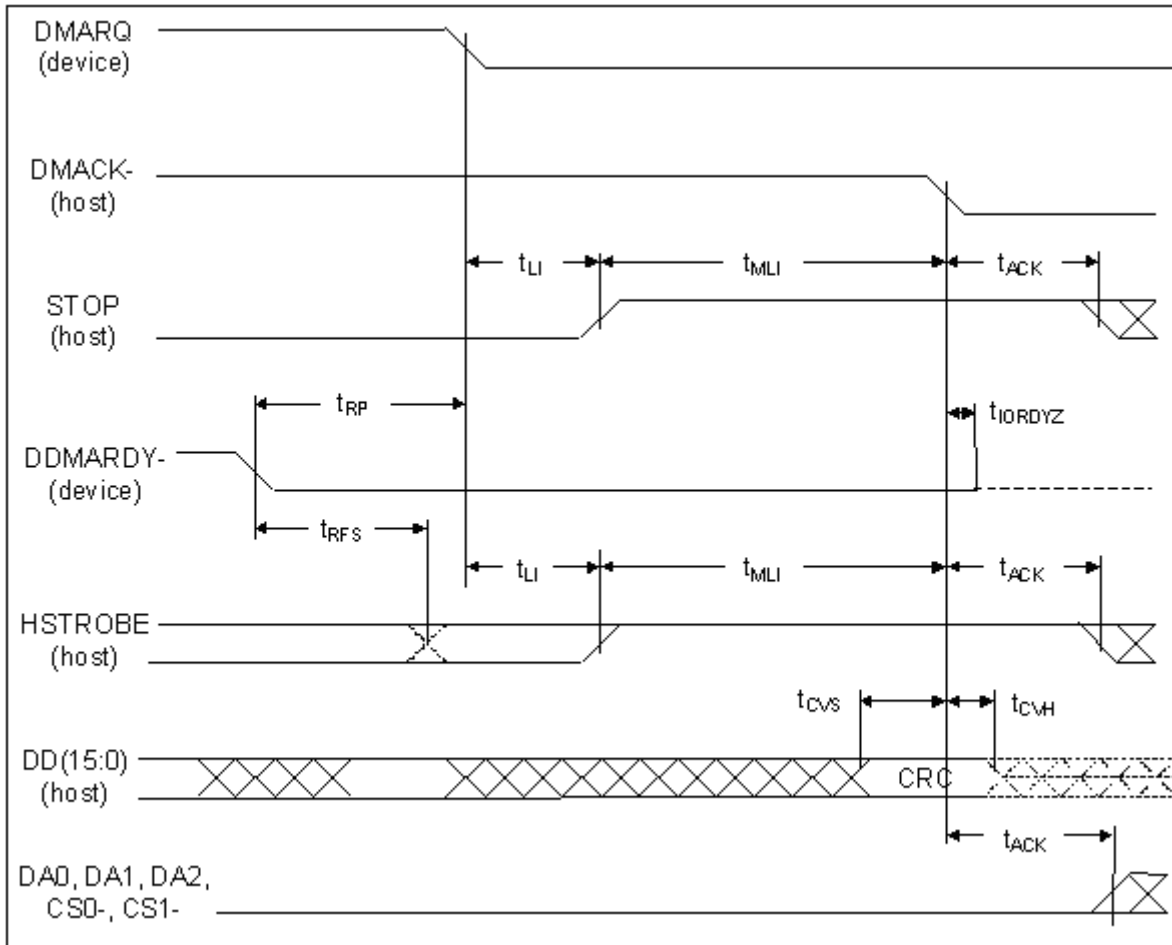 DMARQ
(device)
DMACK-
(host)
tLI
tMLI
tACK
STOP
(host)
tRP
tIORDYZ
DDMARDY-
(device)
tRFS
tLI
tMLI
tACK
HSTROBE
(host)
tCVS
tCVH
DD(15:0)
(host)
CRC
tACK
DA0, DA1, DA2,
CS0-, CS1-